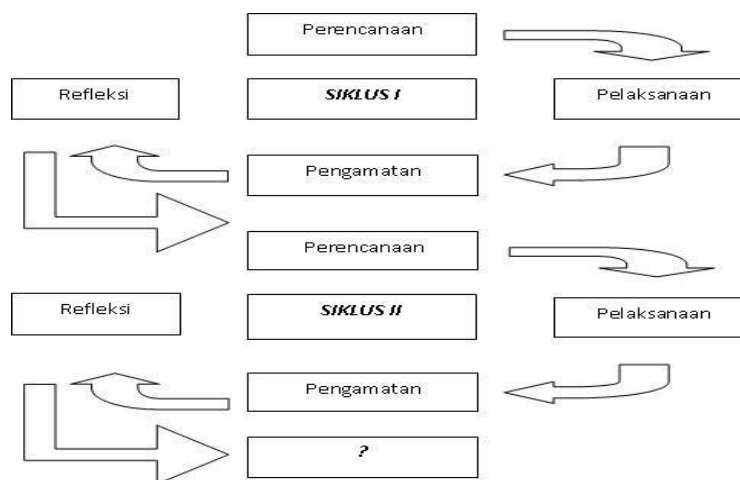 Perencanaan
Refleksi
SIKLUS I
Pelaksanaan
Pengamatan
Perencanaan
Refleksi
SIKLUS II
Pelaksanaan
Pengamatan
?